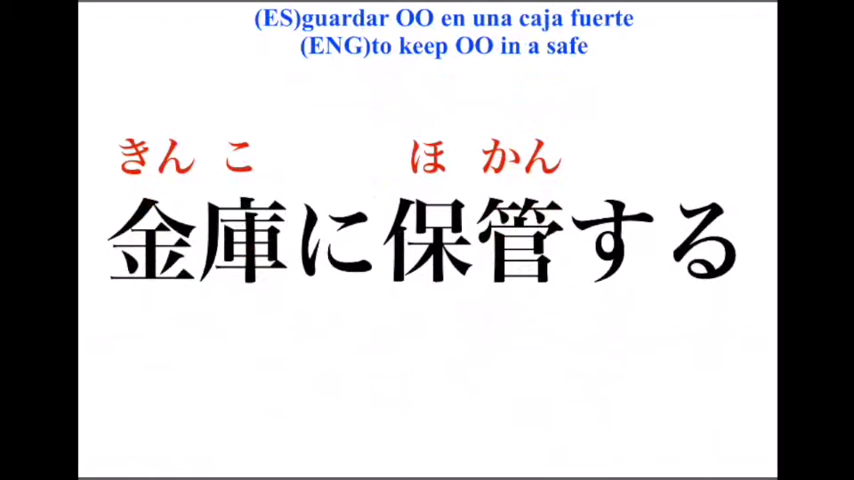 (ES)guardar OO en una caja fuerte
(ENG)to keep OO in a safe
きん こ ほ かん
金庫に保管する